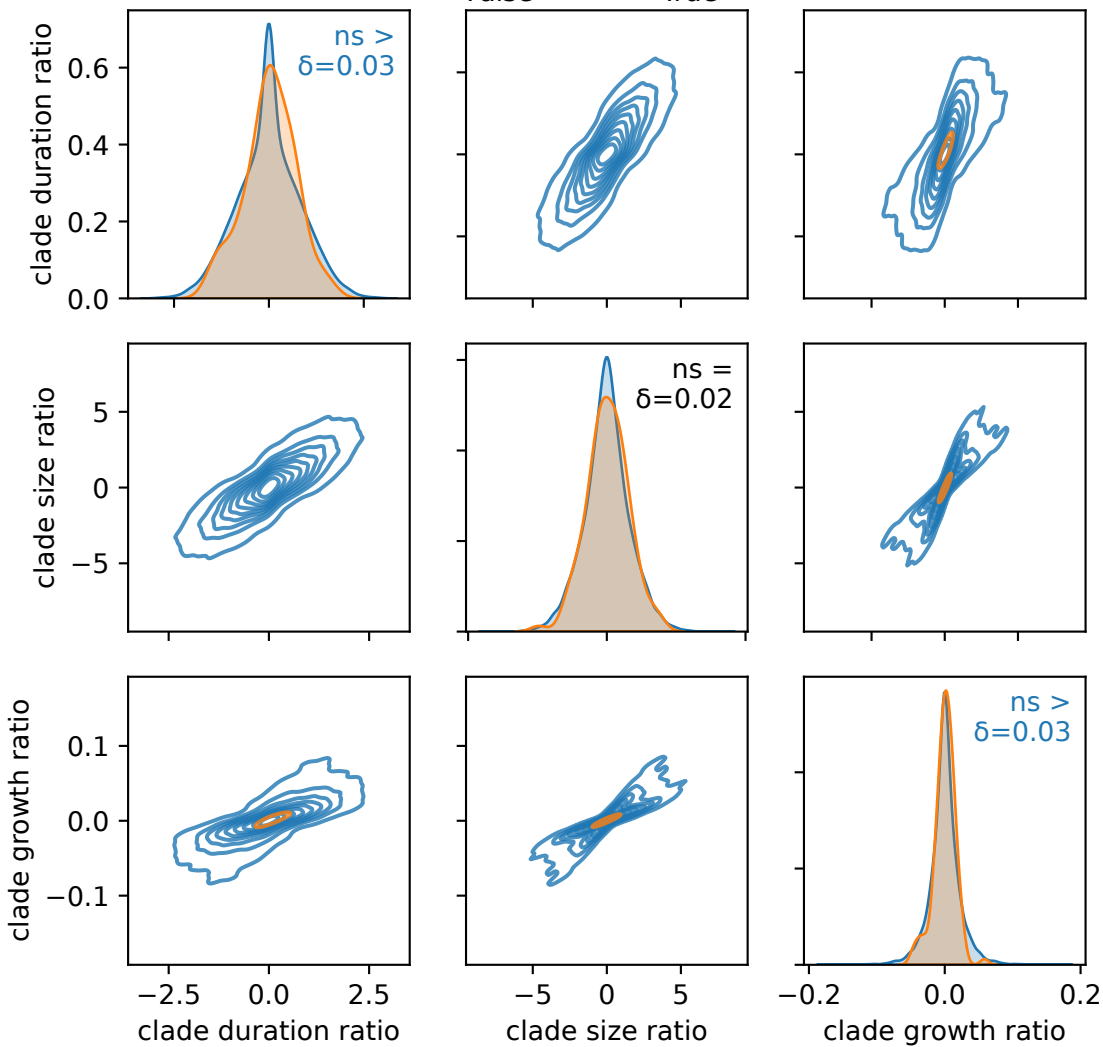 clade duration ratio
0.6
0.4
0.2
0.0
ns >
δ=0.03
clade size ratio
5
0
−5
ns =
δ=0.02
clade growth ratio
0.1
0.0
−0.1
ns >
δ=0.03
−2.5
0.0
2.5
−5
0
5
−0.2
0.0
0.2
clade duration ratio
clade size ratio
clade growth ratio